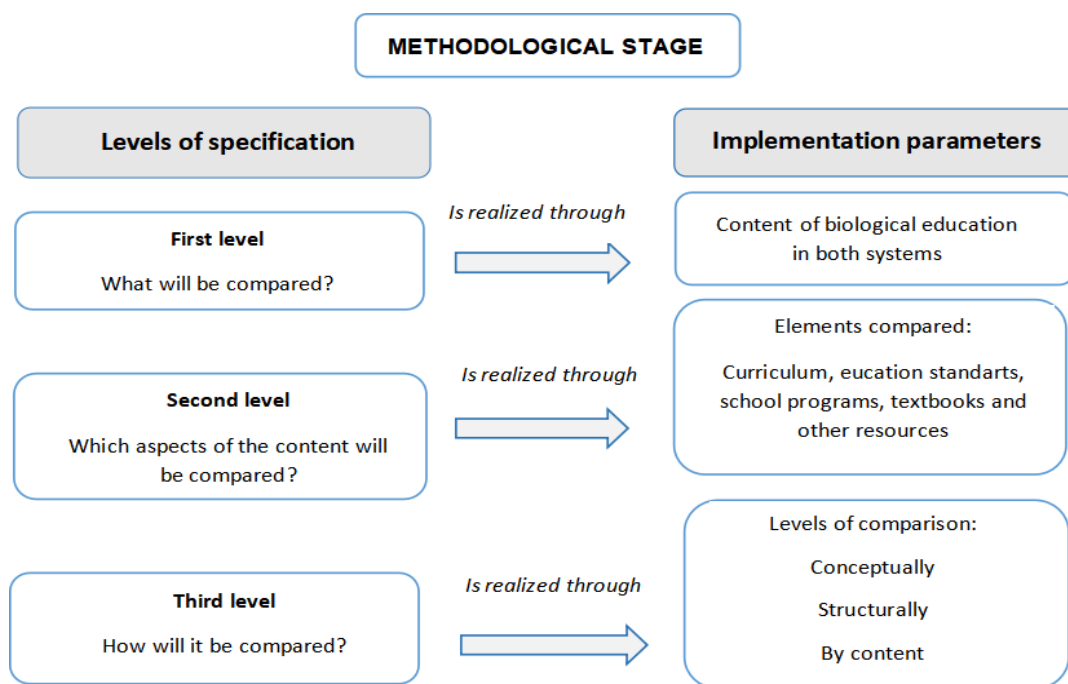 METHODOLOGICAL STAGE
Levels of specification
Implementation parameters
First level
What will be compared?
Is realized through
Content of biological education
in both systems
Second level
Which aspects of the content will
be compared?
Is realized through
Elements compared:
Curriculum, eucation standarts,
school programs, textbooks and
other resources
Third level
How will it be compared?
Is realized through
Levels of comparison:
Conceptually
Structurally
By content